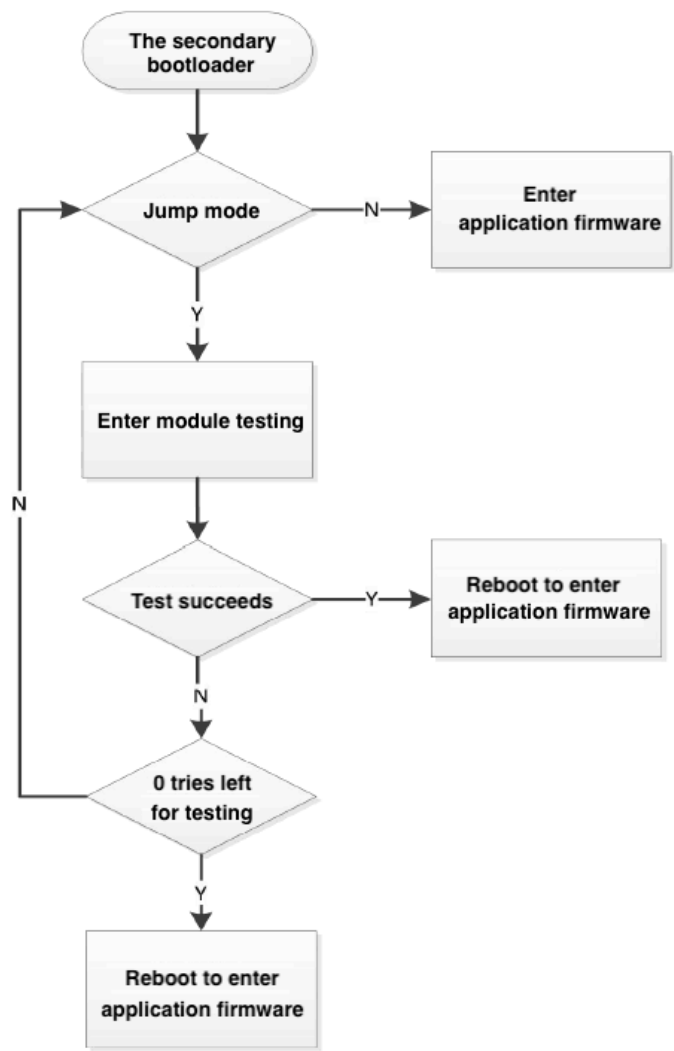 The secondary
bootloader
Jump mode
N
Enter
application firmware
Y
Enter module testing
N
Test succeeds
Y
Reboot to enter
application firmware
N
0 tries left
for testing
Y
Reboot to enter
application firmware